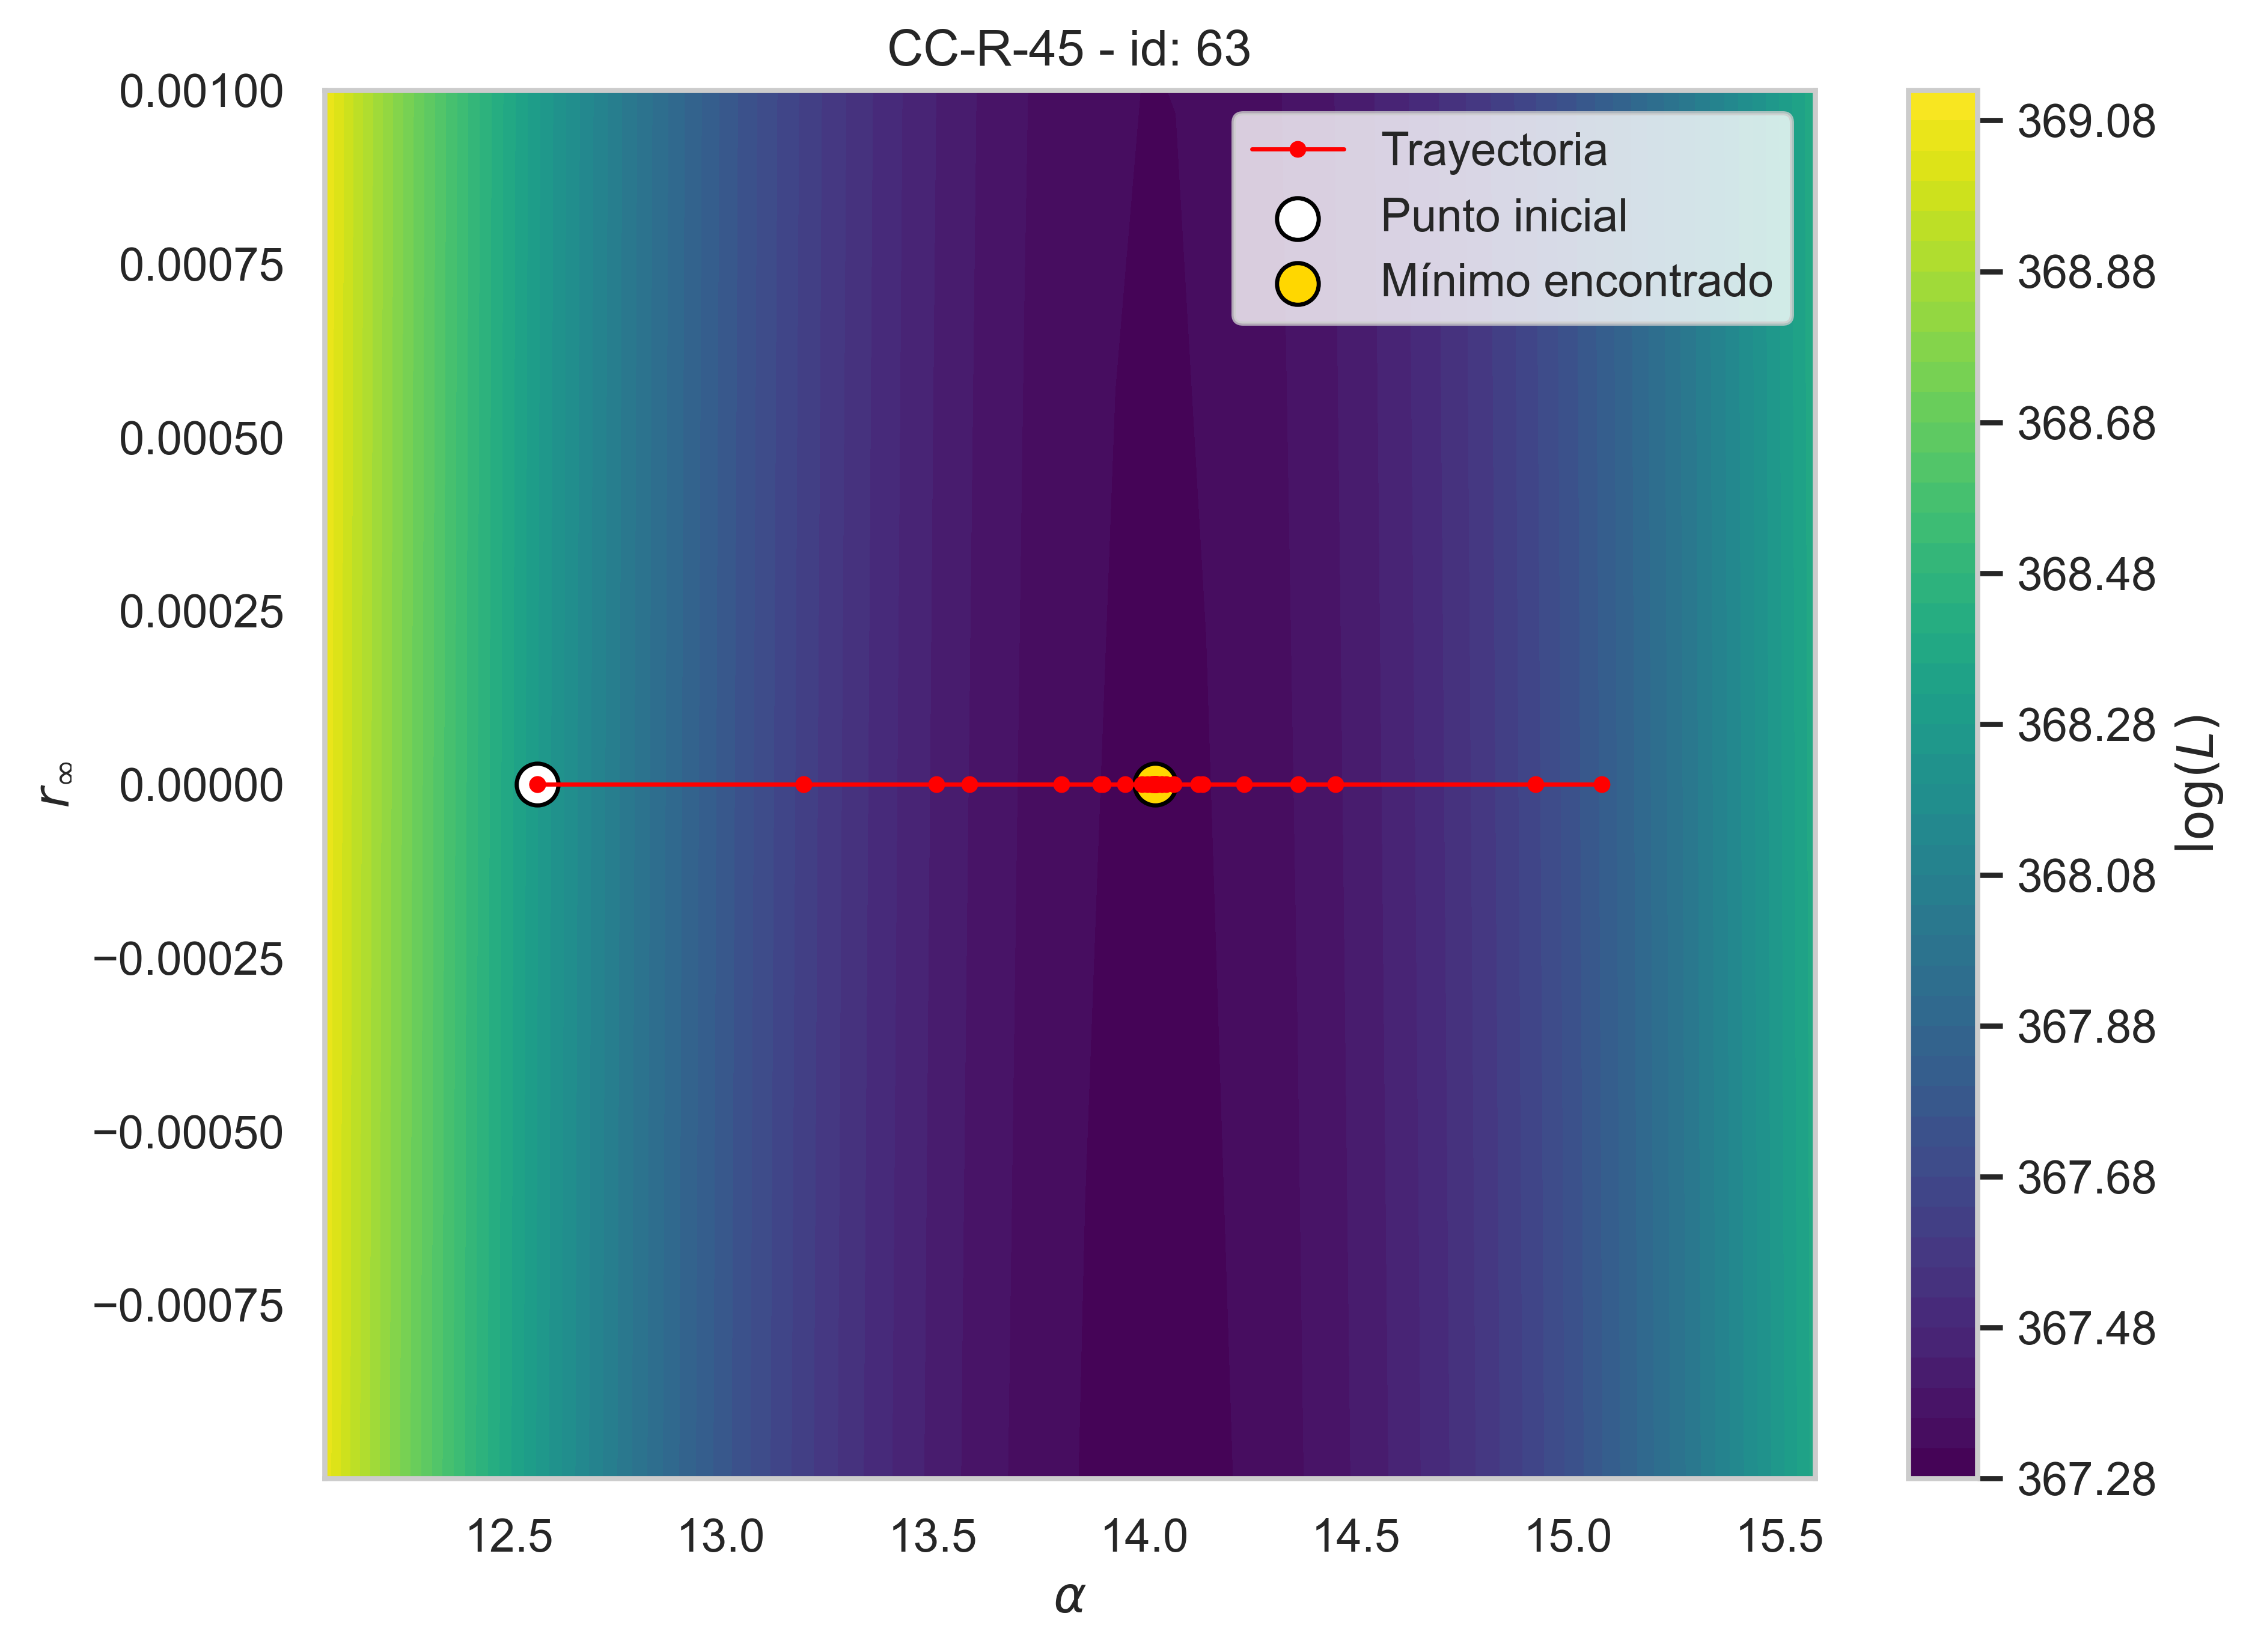 CC-R-45 - id: 63
0.00100
0.00075
0.00050
0.00025
0.00000
−0.00025
−0.00050
−0.00075
r∞
12.5 13.0 13.5 14.0 14.5 15.0 15.5
α
Trayectoria
Punto inicial
Mínimo encontrado
369.08
368.88
368.68
368.48
368.28
368.08
367.88
367.68
367.48
367.28
log(L)